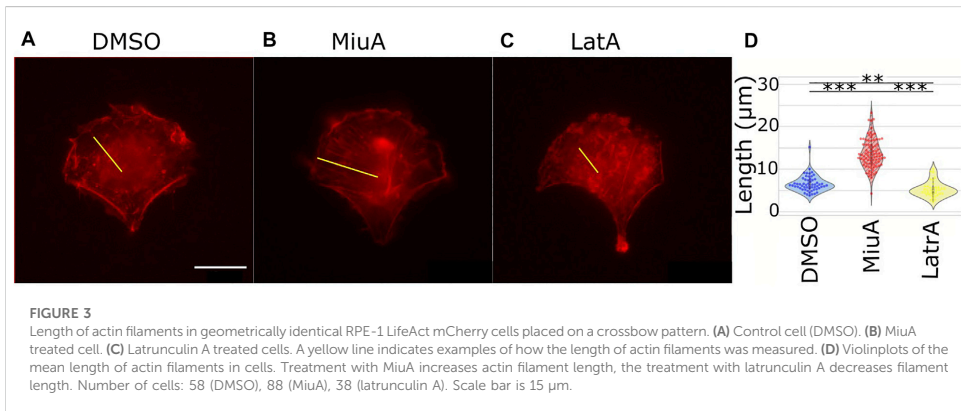 A DMSO
B MiuA
C LatA
D
**
*** ***
Length (µm)
30
20
10
0
DMSO
MiuA
LatrA
FIGURE 3
Length of actin filaments in geometrically identical RPE-1 LifeAct mCherry cells placed on a crossbow pattern. (A) Control cell (DMSO). (B) MiuA
treated cell. (C) Latrunculin A treated cells. A yellow line indicates examples of how the length of actin filaments was measured. (D) Violinplots of the
mean length of actin filaments in cells. Treatment with MiuA increases actin filament length, the treatment with latrunculin A decreases filament
length. Number of cells: 58 (DMSO), 88 (MiuA), 38 (latrunculin A). Scale bar is 15 µm.